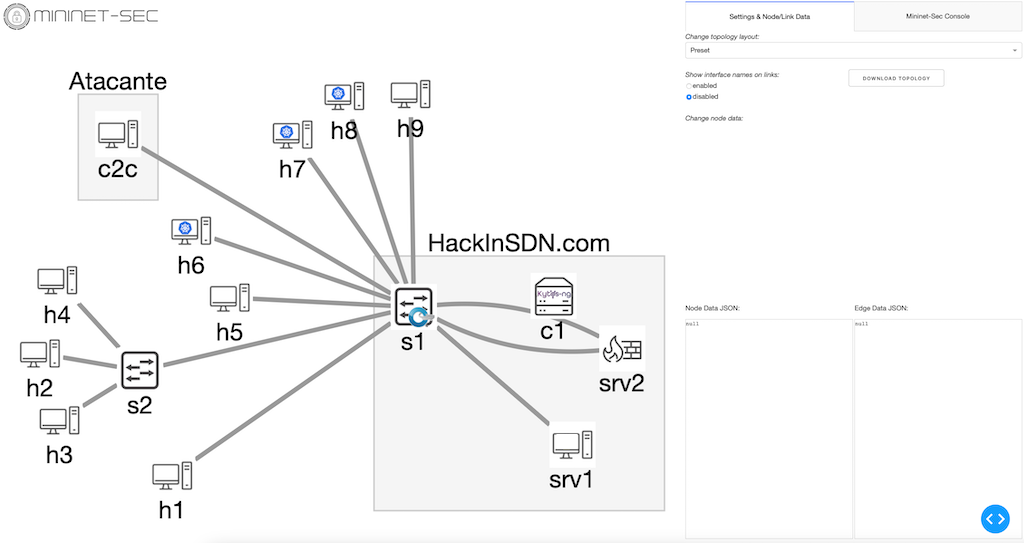 MININET-SEC
Settings & Node/Link Data
Mininet-Sec Console
Change topology layout:
Preset
Show interface names on links:
enabled
disabled
DOWNLOAD TOPOLOGY
Change node data:
Atacante
c2c
h8
h9
h7
h6
HackInSDN.com
h4
h5
Kytos-ng
c1
s1
h2
s2
srv2
h3
h1
srv1
Node Data JSON:
Edge Data JSON:
null
null